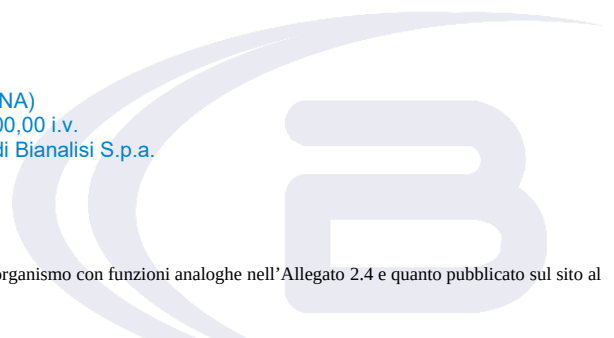 NA)
00,00 i.v.
di Bianalisi S.p.a.
organismo con funzioni analoghe nell’Allegato 2.4 e quanto pubblicato sul sito al